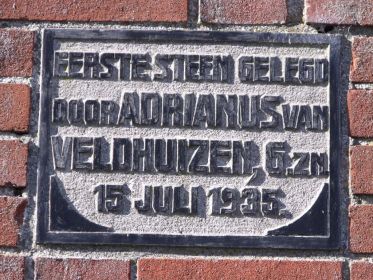 EERSTE STEEN GELEGD
DOOR ADRIANUS VAN
VELDHUIZEN, G.ZN.
15 JULI 1935.